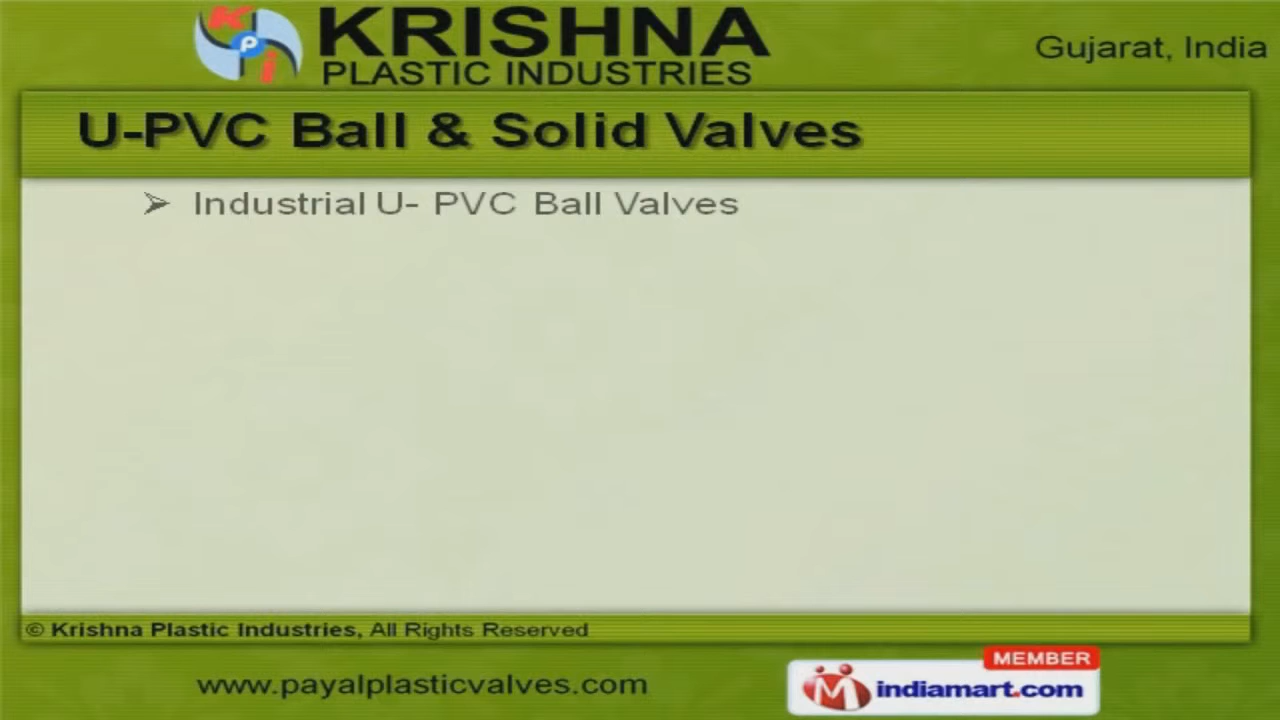 KPi
KRISHNA
PLASTIC INDUSTRIES
Gujarat, India
U-PVC Ball & Solid Valves
➢ Industrial U- PVC Ball Valves
© Krishna Plastic Industries, All Rights Reserved
www.payalplasticvalves.com
MEMBER
indiamart.com